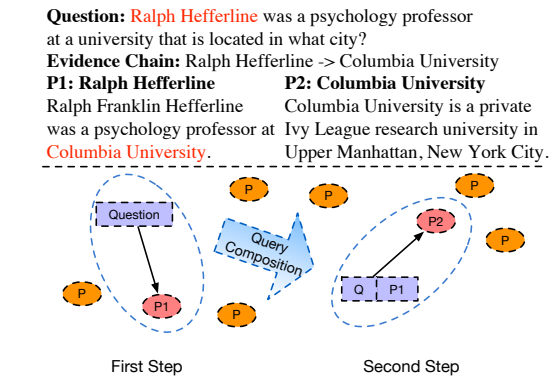 Question: Ralph Hefferline was a psychology professor
at a university that is located in what city?
Evidence Chain: Ralph Hefferline -> Columbia University
P1: Ralph Hefferline
Ralph Franklin Hefferline
was a psychology professor at
Columbia University.
P2: Columbia University
Columbia University is a private
Ivy League research university in
Upper Manhattan, New York City.
P
P
P
Question
Query
Composition
P2
P
P
P1
P
Q
P1
First Step
Second Step